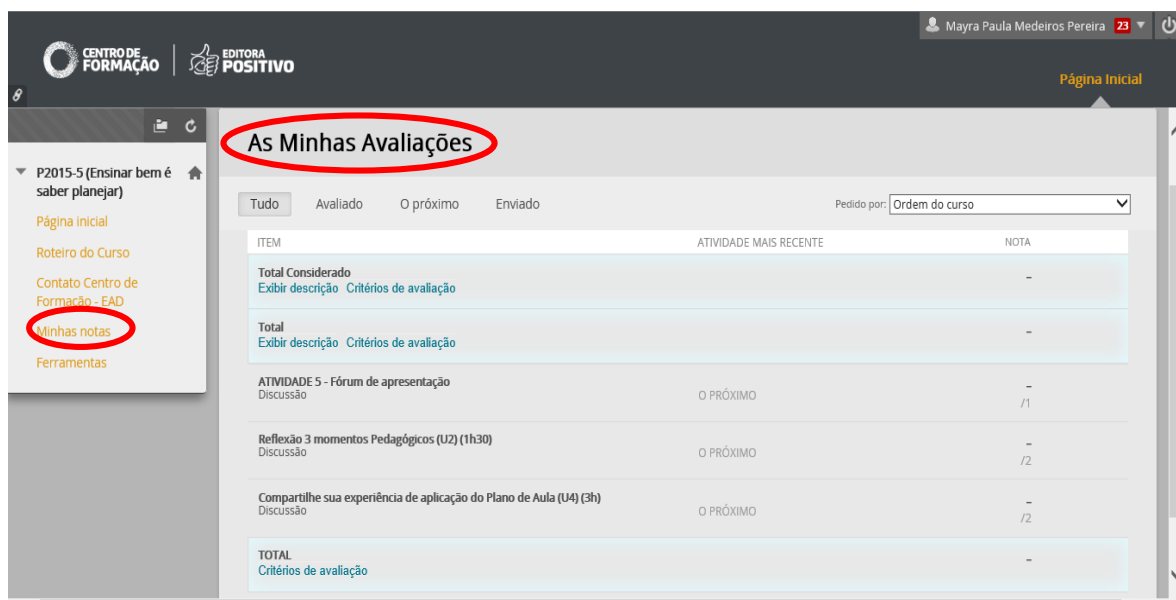 Mayra Paula Medeiros Pereira 23
CENTRO DE
FORMAÇÃO
EDITORA
POSITIVO
Página Inicial
P2015-5 (Ensinar bem é
saber planejar)
Página inicial
Roteiro do Curso
Contato Centro de
Formação - EAD
Minhas notas
Ferramentas
As Minhas Avaliações
Tudo Avaliado O próximo Enviado Pedido por: Ordem do curso
ITEM ATIVIDADE MAIS RECENTE NOTA
Total Considerado –
Exibir descrição Critérios de avaliação
Total –
Exibir descrição Critérios de avaliação
ATIVIDADE 5 - Fórum de apresentação –
Discussão O PRÓXIMO /1
Reflexão 3 momentos Pedagógicos (U2) (1h30) –
Discussão O PRÓXIMO /2
Compartilhe sua experiência de aplicação do Plano de Aula (U4) (3h) –
Discussão O PRÓXIMO /2
TOTAL –
Critérios de avaliação